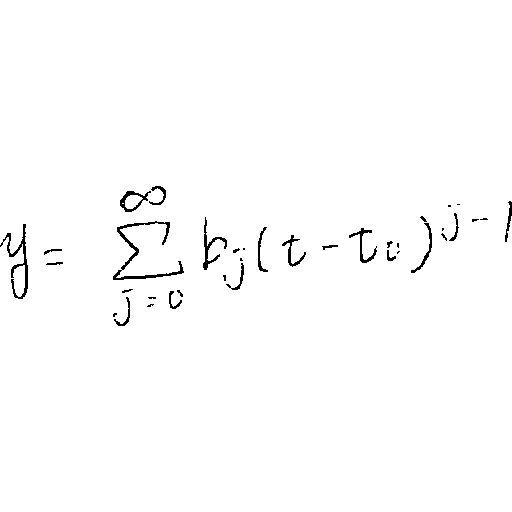 $y = \sum_{j=0}^{\infty} b_j (t - t_0)^{j-1}$